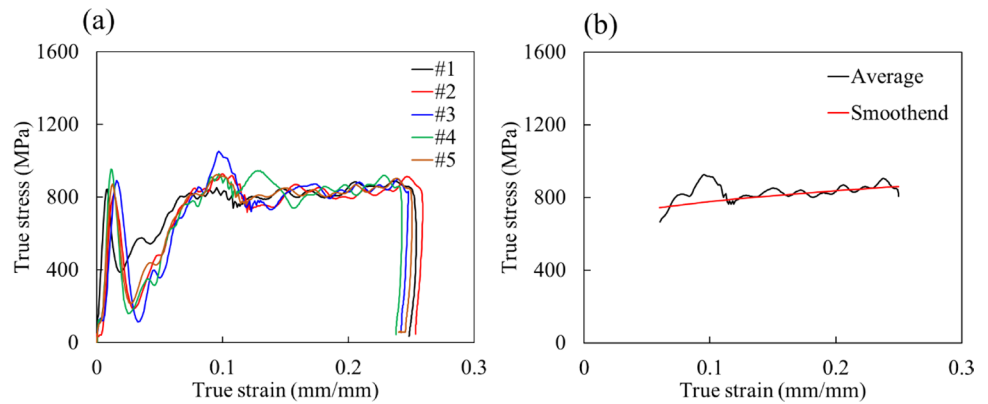 (a)
1600
1200
800
400
0
0
0.1
0.2
0.3
True stress (MPa)
True strain (mm/mm)
#1
#2
#3
#4
#5
(b)
1600
1200
800
400
0
0
0.1
0.2
0.3
True stress (MPa)
True strain (mm/mm)
Average
Smoothend